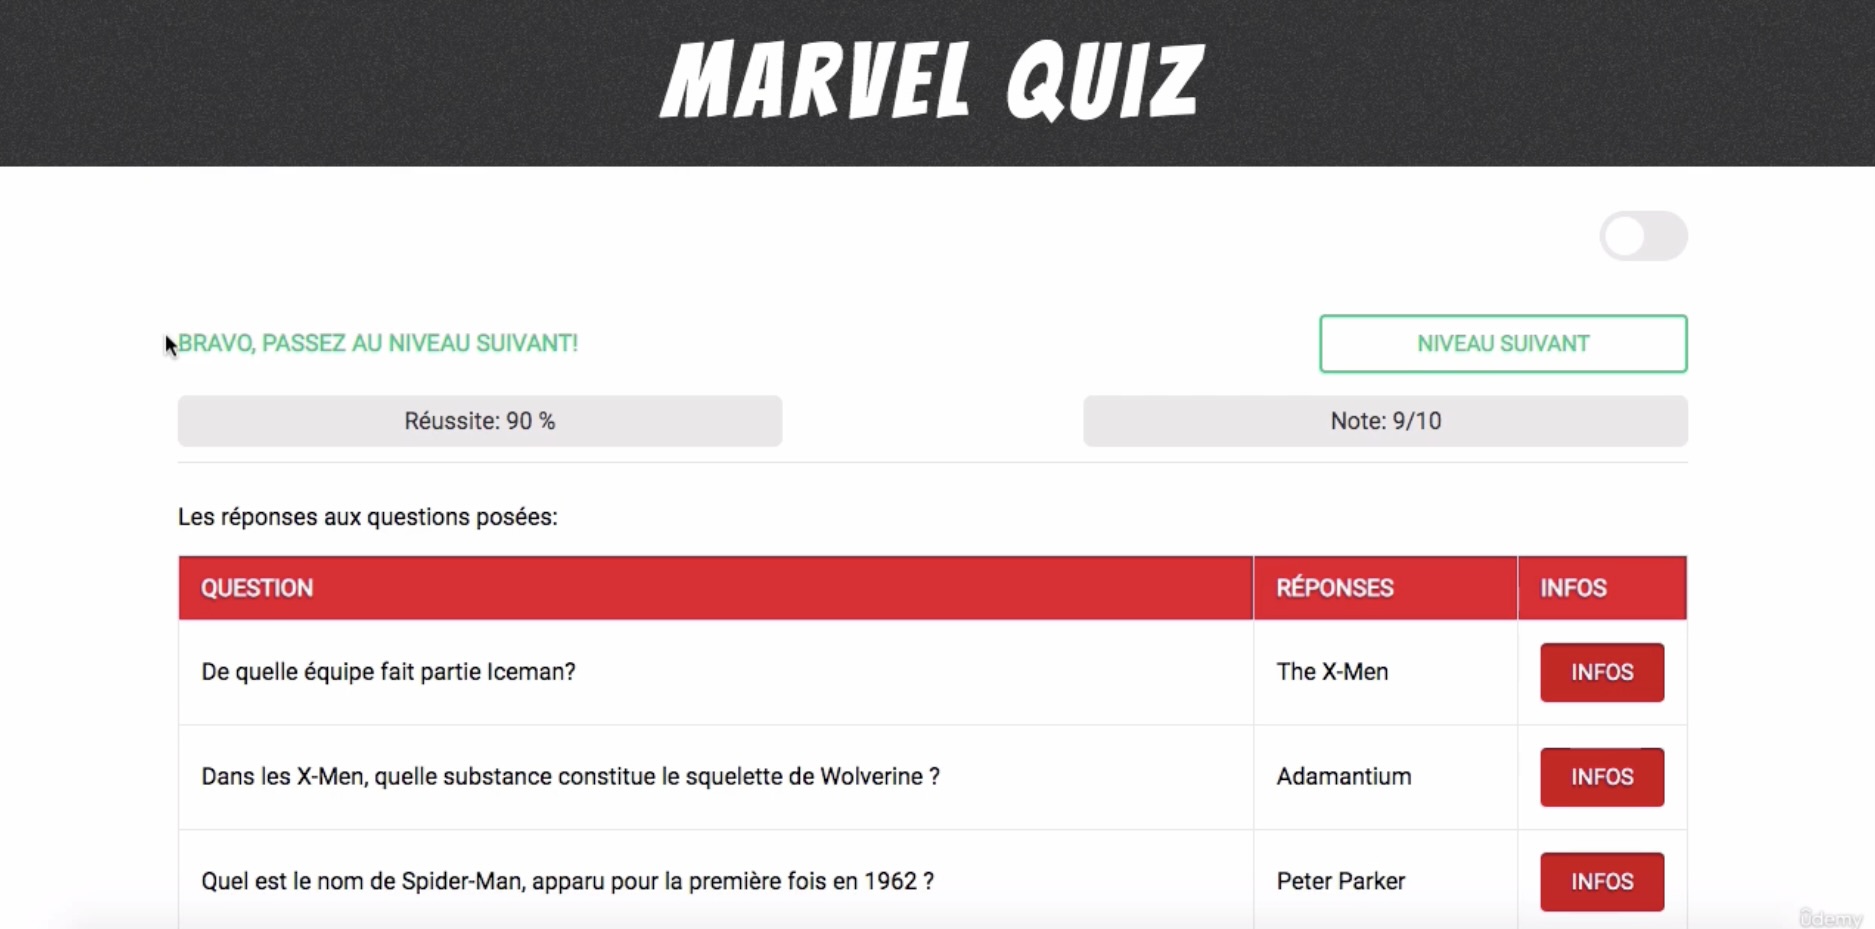 MARVEL QUIZ
BRAVO, PASSEZ AU NIVEAU SUIVANT!
NIVEAU SUIVANT
Réussite: 90 %
Note: 9/10
Les réponses aux questions posées:
QUESTION RÉPONSES INFOS
De quelle équipe fait partie Iceman? The X-Men INFOS
Dans les X-Men, quelle substance constitue le squelette de Wolverine ? Adamantium INFOS
Quel est le nom de Spider-Man, apparu pour la première fois en 1962 ? Peter Parker INFOS
ûdemy